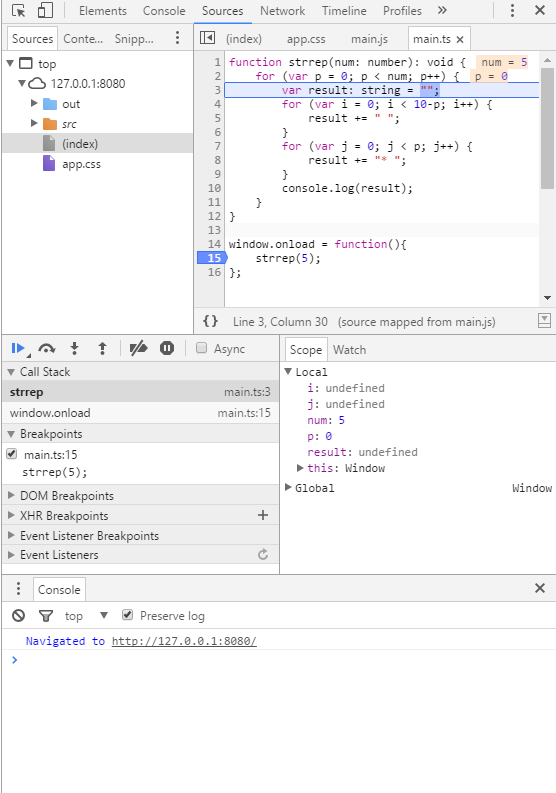 Elements Console Sources Network Timeline Profiles »
Sources Conte... Snipp...
(index) app.css main.js main.ts ×
top
127.0.0.1:8080
out
src
(index)
app.css
1 function strrep(num: number): void { num = 5
2 for (var p = 0; p < num; p++) { p = 0
3 var result: string = "";
4 for (var i = 0; i < 10-p; i++) {
5 result += " ";
6 }
7 for (var j = 0; j < p; j++) {
8 result += "* ";
9 }
10 console.log(result);
11 }
12 }
13
14 window.onload = function(){
15 strrep(5);
16 };
{} Line 3, Column 30 (source mapped from main.js)
Async
Call Stack
strrep main.ts:3
window.onload main.ts:15
Breakpoints
main.ts:15
strrep(5);
DOM Breakpoints
XHR Breakpoints +
Event Listener Breakpoints
Event Listeners
Scope Watch
Local
i: undefined
j: undefined
num: 5
p: 0
result: undefined
this: Window
Global Window
Console
top Preserve log
Navigated to http://127.0.0.1:8080/
>